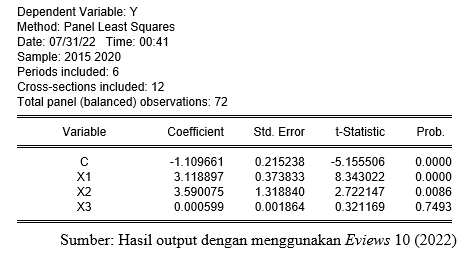 Dependent Variable: Y
Method: Panel Least Squares
Date: 07/31/22 Time: 00:41
Sample: 2015 2020
Periods included: 6
Cross-sections included: 12
Total panel (balanced) observations: 72
Variable Coefficient Std. Error t-Statistic Prob.
C -1.109661 0.215238 -5.155506 0.0000
X1 3.118897 0.373833 8.343022 0.0000
X2 3.590075 1.318840 2.722147 0.0086
X3 0.000599 0.001864 0.321169 0.7493
Sumber: Hasil output dengan menggunakan Eviews 10 (2022)